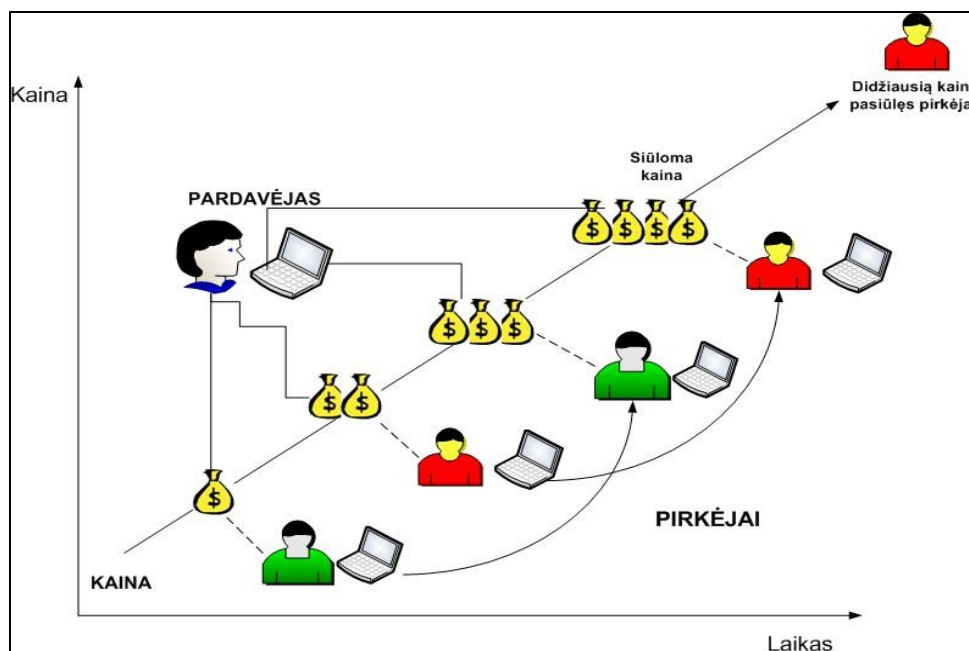 Kaina
Didžiausią kain
pasiūlęs pirkėja
Siūloma
kaina
PARDAVĖJAS
$ $ $ $
$ $ $
$ $
$
PIRKĖJAI
KAINA
Laikas